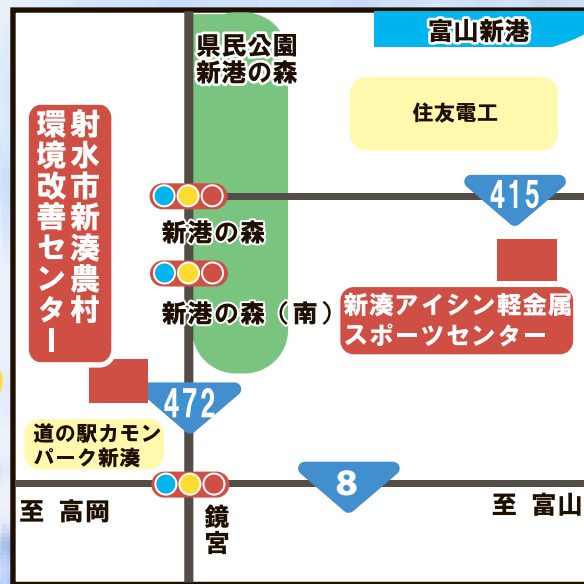 富山新港
県民公園
新港の森
住友電工
射水市新湊農村
環境改善センター
415
新港の森
新港の森（南）
新湊アイシン軽金属
スポーツセンター
472
道の駅カモン
パーク新湊
8
至 高岡
鏡宮
至 富山